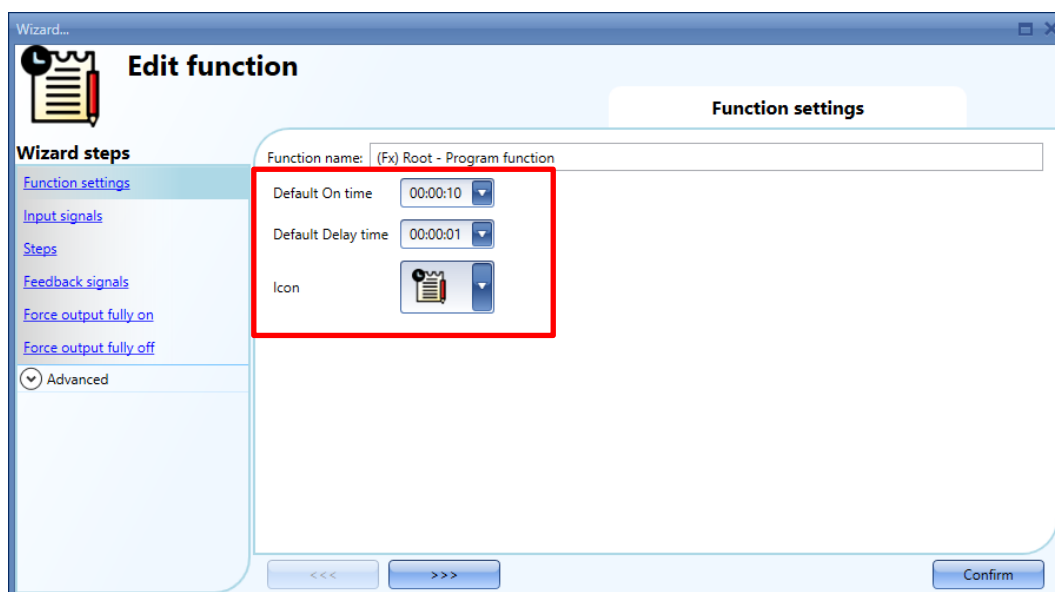 Wizard...
Edit function
Function settings
Wizard steps
Function settings
Input signals
Steps
Feedback signals
Force output fully on
Force output fully off
Advanced
Function name: (Fx) Root - Program function
Default On time 00:00:10
Default Delay time 00:00:01
Icon
<<< >>> Confirm